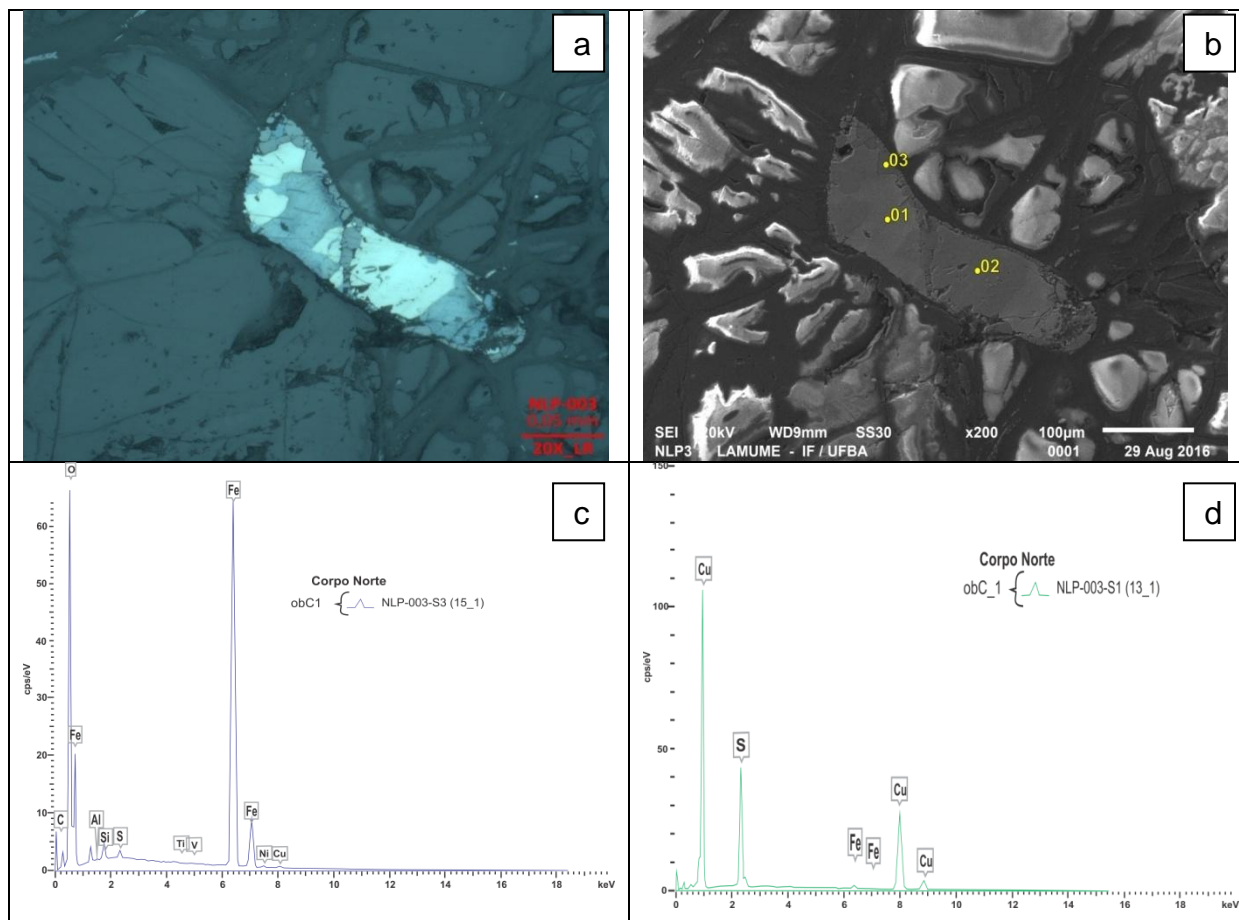 a
NLP-003
0,05 mm
20X_LR
b
03
01
02
SEI 20kV WD9mm SS30 x200 100µm
NLP3 LAMUME - IF / UFBA 0001 29 Aug 2016
c
O
Fe
Fe
C
Al
Si
S
Ti
V
Fe
Ni
Cu
Corpo Norte
obC1 NLP-003-S3 (15_1)
cps/eV
60
50
40
30
20
10
0
0 2 4 6 8 10 12 14 16 18 keV
d
Cu
S
Fe
Fe
Cu
Cu
Corpo Norte
obC_1 NLP-003-S1 (13_1)
cps/eV
150
100
50
0
0 2 4 6 8 10 12 14 16 18 keV